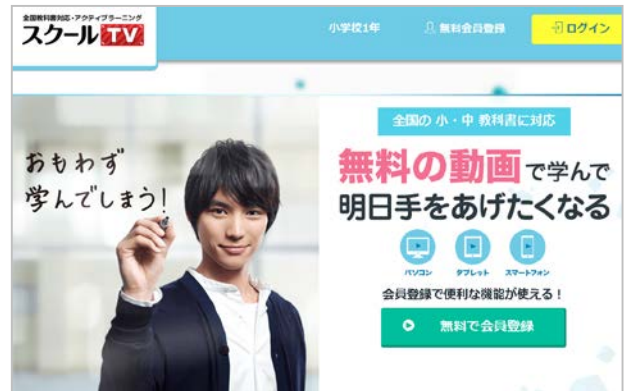 全国教科書対応・アクティブラーニング
スクールTV
小学校1年
無料会員登録
ログイン
全国の 小・中 教科書に対応
おもわず
学んでしまう!
無料の動画で学んで
明日手をあげたくなる
パソコン
タブレット
スマートフォン
会員登録で便利な機能が使える!
無料で会員登録